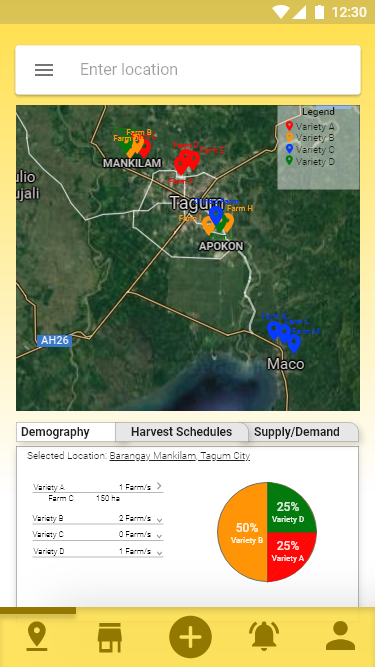 12:30
Enter location
Legend
Variety A
Variety B
Variety C
Variety D
Farm B
MANKILAM
ulio
ujali
Tagum
Farm H
APOKON
AH26
Maco
Demography
Harvest Schedules
Supply/Demand
Selected Location: Barangay Mankilam, Tagum City
Variety A 1 Farm/s
Farm C 150 ha
Variety B 2 Farm/s
Variety C 0 Farm/s
Variety D 1 Farm/s
50%
Variety B
25%
Variety D
25%
Variety A